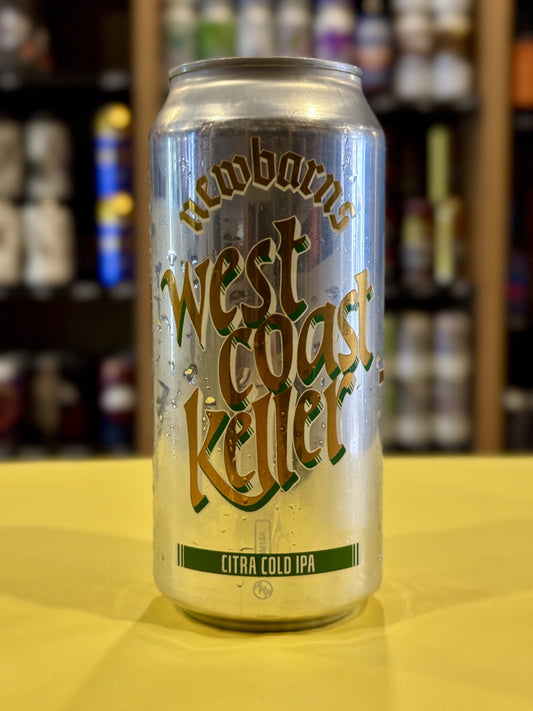 newbarns
west
coast
keller
CITRA COLD IPA